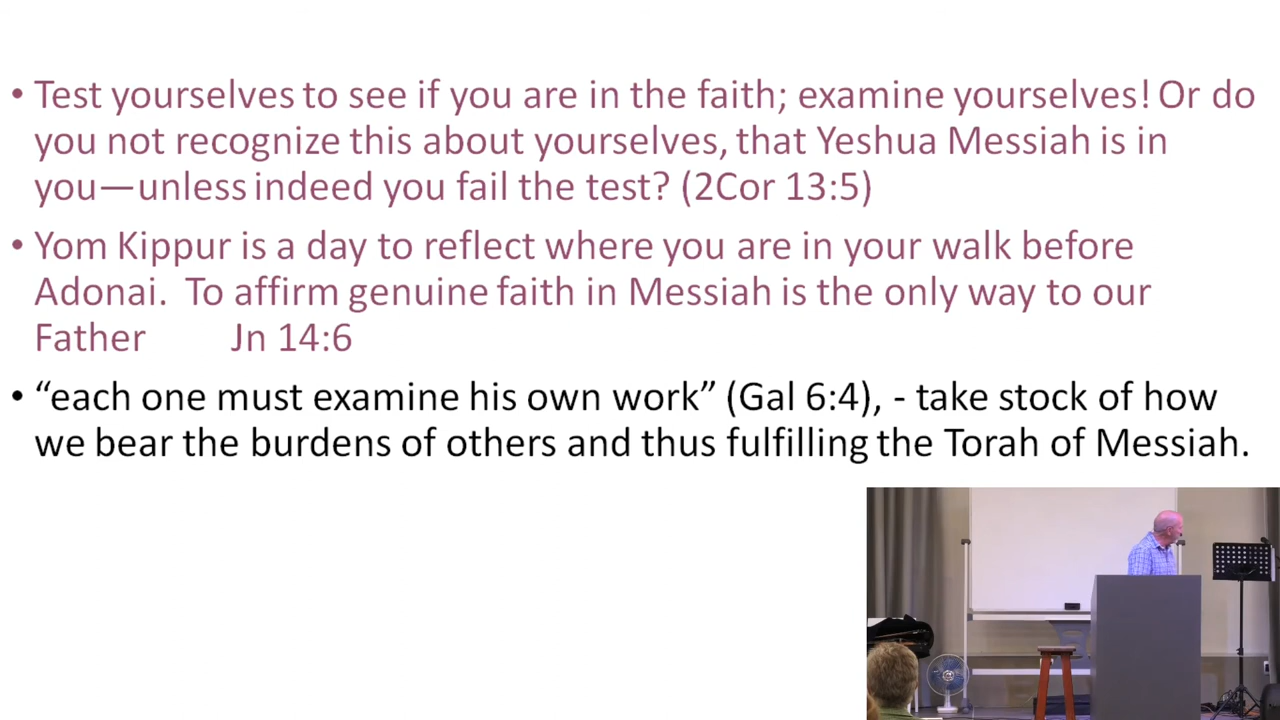 • Test yourselves to see if you are in the faith; examine yourselves! Or do
you not recognize this about yourselves, that Yeshua Messiah is in
you—unless indeed you fail the test? (2Cor 13:5)
• Yom Kippur is a day to reflect where you are in your walk before
Adonai.  To affirm genuine faith in Messiah is the only way to our
Father        Jn 14:6
• “each one must examine his own work” (Gal 6:4), - take stock of how
we bear the burdens of others and thus fulfilling the Torah of Messiah.